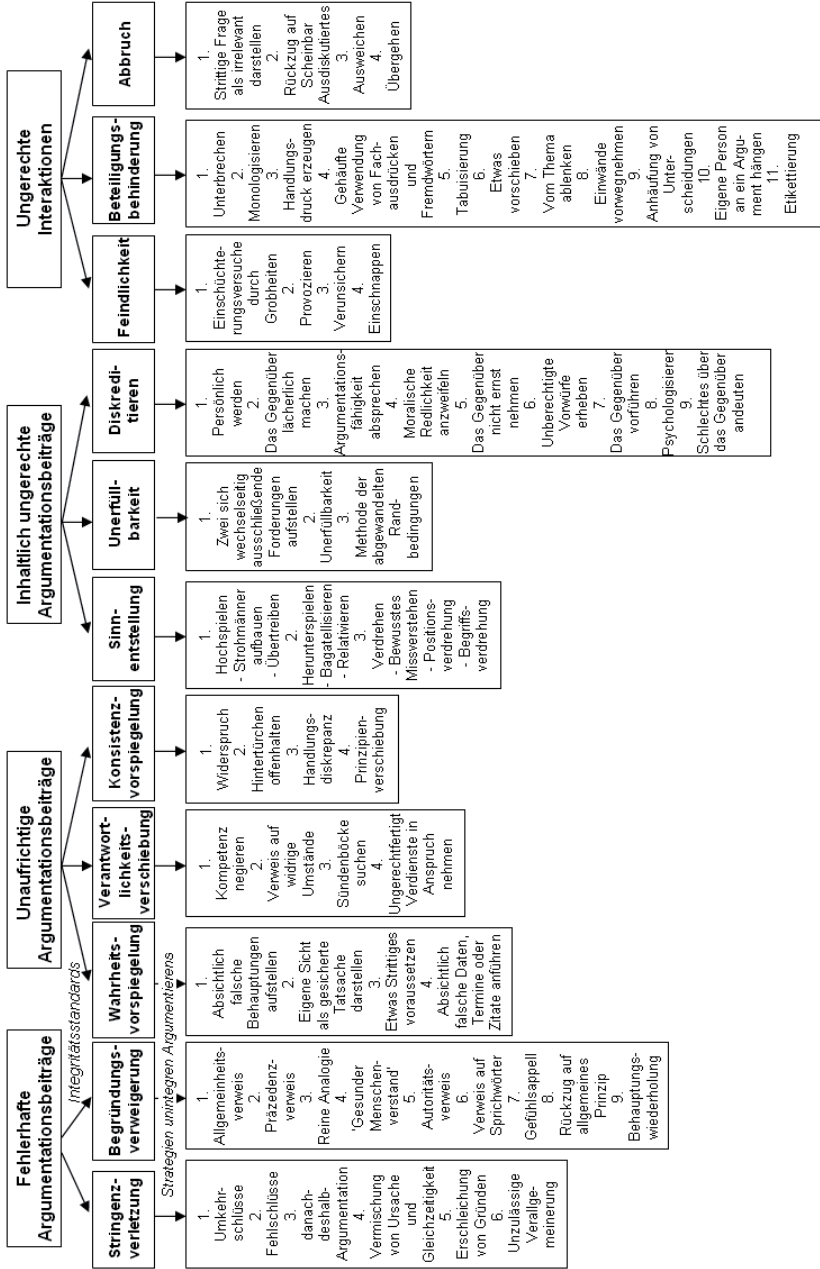 Fehlerhafte
Argumentationsbeiträge
Unaufrichtige
Argumentationsbeiträge
Inhaltlich ungerechte
Argumentationsbeiträge
Ungerechte
Interaktionen
Integritätsstandards
Stringenz-
verletzung
Begründungs-
verweigerung
Wahrheits-
vorspiegelung
Verantwort-
lichkeits-
verschiebung
Konsistenz-
vorspiegelung
Sinn-
entstellung
Unerfüll-
barkeit
Diskredi-
tieren
Feindlichkeit
Beteiligungs-
behinderung
Abbruch
Strategien unintegren Argumentierens
1.
Umkehr-
schlüsse
2.
Fehlschlüsse
3.
danach-
deshalb-
Argumentation
4.
Vermischung
von Ursache
und
Gleichzeitigkeit
5.
Erschleichung
von Gründen
6.
Unzulässige
Verallge-
meinerung
1.
Allgemeinheits-
verweis
2.
Präzedenz-
verweis
3.
Reine Analogie
4.
'Gesunder
Menschen-
verstand'
5.
Autoritäts-
verweis
6.
Verweis auf
Sprichwörter
7.
Gefühlsappell
8.
Rückzug auf
allgemeines
Prinzip
9.
Behauptungs-
wiederholung
1.
Absichtlich
falsche
Behauptungen
aufstellen
2.
Eigene Sicht
als gesicherte
Tatsache
darstellen
3.
Etwas Strittiges
voraussetzen
4.
Absichtlich
falsche Daten,
Termine oder
Zitate anführen
1.
Kompetenz
negieren
2.
Verweis auf
widrige
Umstände
3.
Sündenböcke
suchen
4.
Ungerechtfertigt
Verdienste in
Anspruch
nehmen
1.
Widerspruch
2.
Hintertürchen
offenhalten
3.
Handlungs-
diskrepanz
4.
Prinzipien-
verschiebung
1.
Hochspielen
- Strohmänner
aufbauen
- Übertreiben
2.
Herunterspielen
- Bagatellisieren
- Relativieren
3.
Verdrehen
- Bewusstes
Missverstehen
- Positions-
verdrehung
- Begriffs-
verdrehung
1.
Zwei sich
wechselseitig
ausschließende
Forderungen
aufstellen
2.
Unerfüllbarkeit
3.
Methode der
abgewandelten
Rand-
bedingungen
1.
Persönlich
werden
2.
Das Gegenüber
lächerlich
machen
3.
Argumentations-
fähigkeit
absprechen
4.
Moralische
Redlichkeit
anzweifeln
5.
Das Gegenüber
nicht ernst
nehmen
6.
Unberechtigte
Vorwürfe
erheben
7.
Das Gegenüber
vorführen
8.
Psychologisieren
9.
Schlechtes über
das Gegenüber
andeuten
1.
Einschüchte-
rungsversuche
durch
Grobheiten
2.
Provozieren
3.
Verunsichern
4.
Einschnappen
1.
Unterbrechen
2.
Monologisieren
3.
Handlungs-
druck erzeugen
4.
Gehäufte
Verwendung
von Fach-
ausdrücken
und
Fremdwörtern
5.
Tabuisierung
6.
Etwas
vorschieben
7.
Vom Thema
ablenken
8.
Einwände
vorwegnehmen
9.
Anhäufung von
Unter-
scheidungen
10.
Eigene Person
an ein Argu-
ment hängen
11.
Etikettierung
1.
Strittige Frage
als irrelevant
darstellen
2.
Rückzug auf
Scheinbar
Ausdiskutiertes
3.
Ausweichen
4.
Übergehen